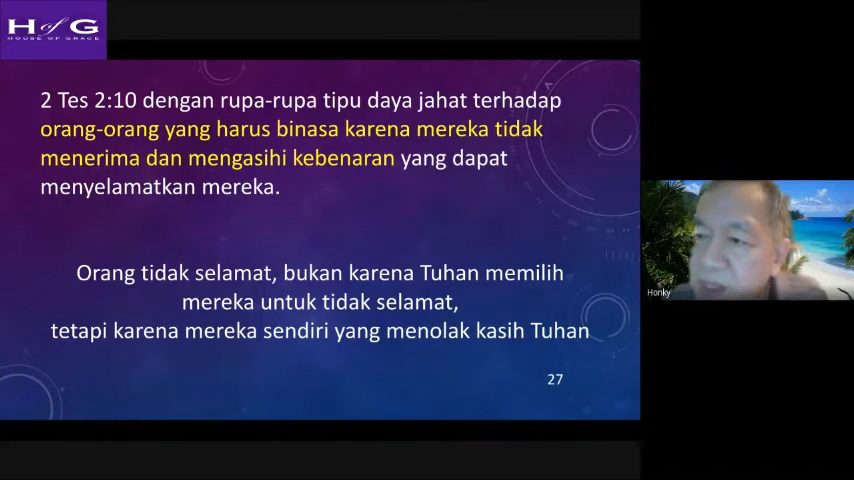 H of G
HOUSE OF GRACE
2 Tes 2:10 dengan rupa-rupa tipu daya jahat terhadap
orang-orang yang harus binasa karena mereka tidak
menerima dan mengasihi kebenaran yang dapat
menyelamatkan mereka.
Orang tidak selamat, bukan karena Tuhan memilih
mereka untuk tidak selamat,
tetapi karena mereka sendiri yang menolak kasih Tuhan
27
Honky